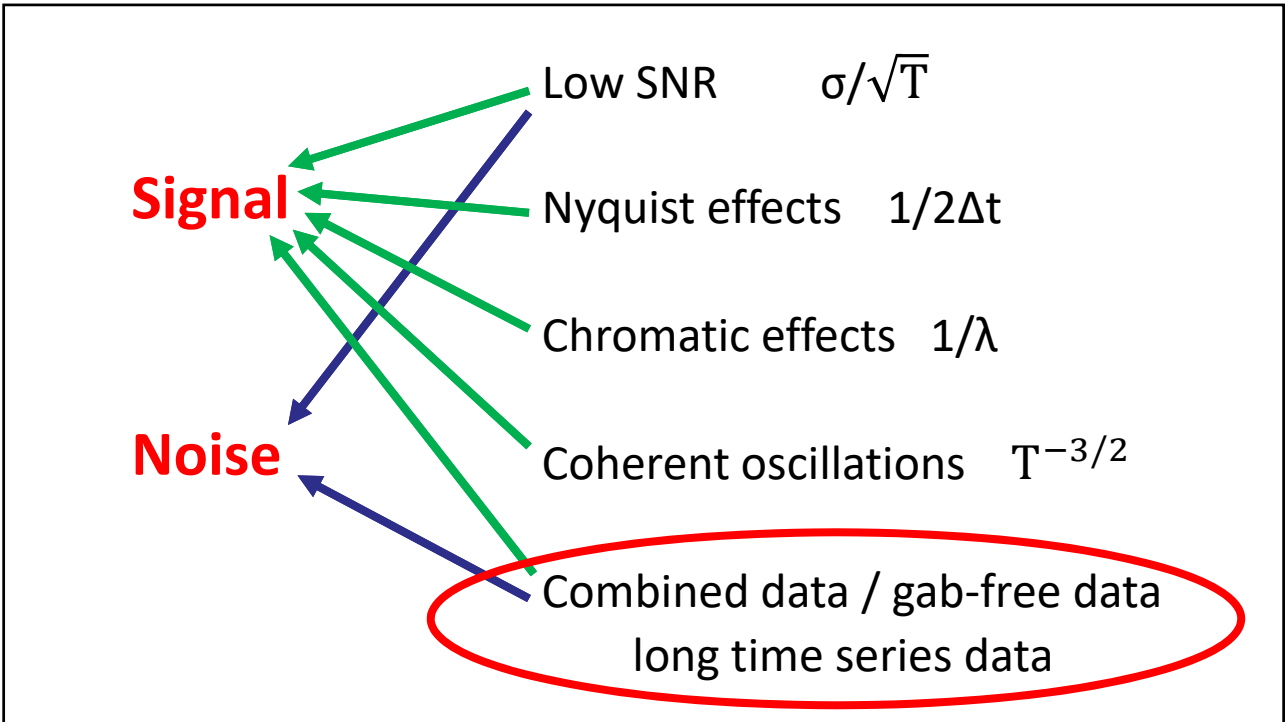 Low SNR σ/√T
Signal
Nyquist effects 1/2Δt
Chromatic effects 1/λ
Noise
Coherent oscillations T⁻³/²
Combined data / gab-free data
long time series data